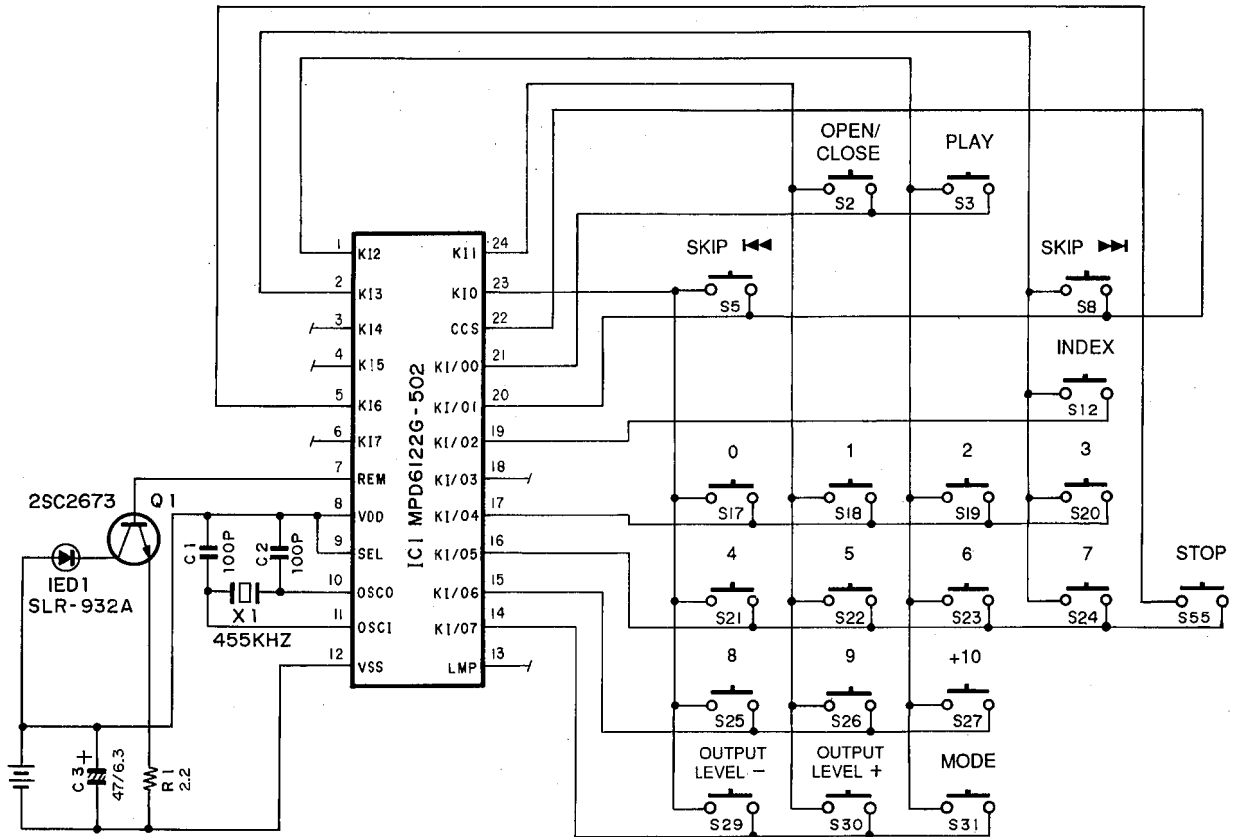 OPEN/
CLOSE
PLAY
S2
S3
1
KI2
KI1
24
2
KI3
KI0
23
3
KI4
CCS
22
4
KI5
KI/O0
21
5
KI6
KI/O1
20
6
KI7
KI/O2
19
7
REM
KI/O3
18
8
VDD
KI/O4
17
9
SEL
KI/O5
16
10
OSCO
KI/O6
15
11
OSCI
KI/O7
14
12
VSS
LMP
13
IC1 MPD6122G-502
SKIP
S5
SKIP
S8
INDEX
S12
0
1
2
3
S17
S18
S19
S20
4
5
6
7
STOP
S21
S22
S23
S24
S55
8
9
+10
S25
S26
S27
OUTPUT
LEVEL -
OUTPUT
LEVEL +
MODE
S29
S30
S31
2SC2673
Q1
IED1
SLR-932A
C1
100P
C2
100P
X1
455KHZ
C3
+
47/6.3
R1
2.2